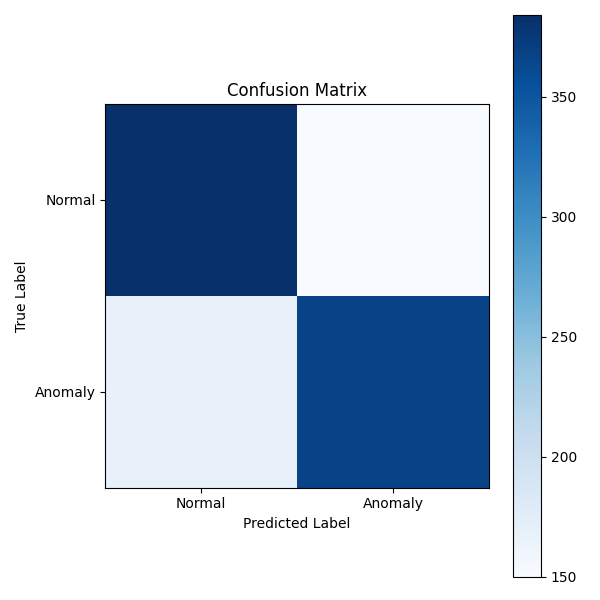 Confusion Matrix
True Label
Normal
Anomaly
Normal Anomaly
Predicted Label
350
300
250
200
150